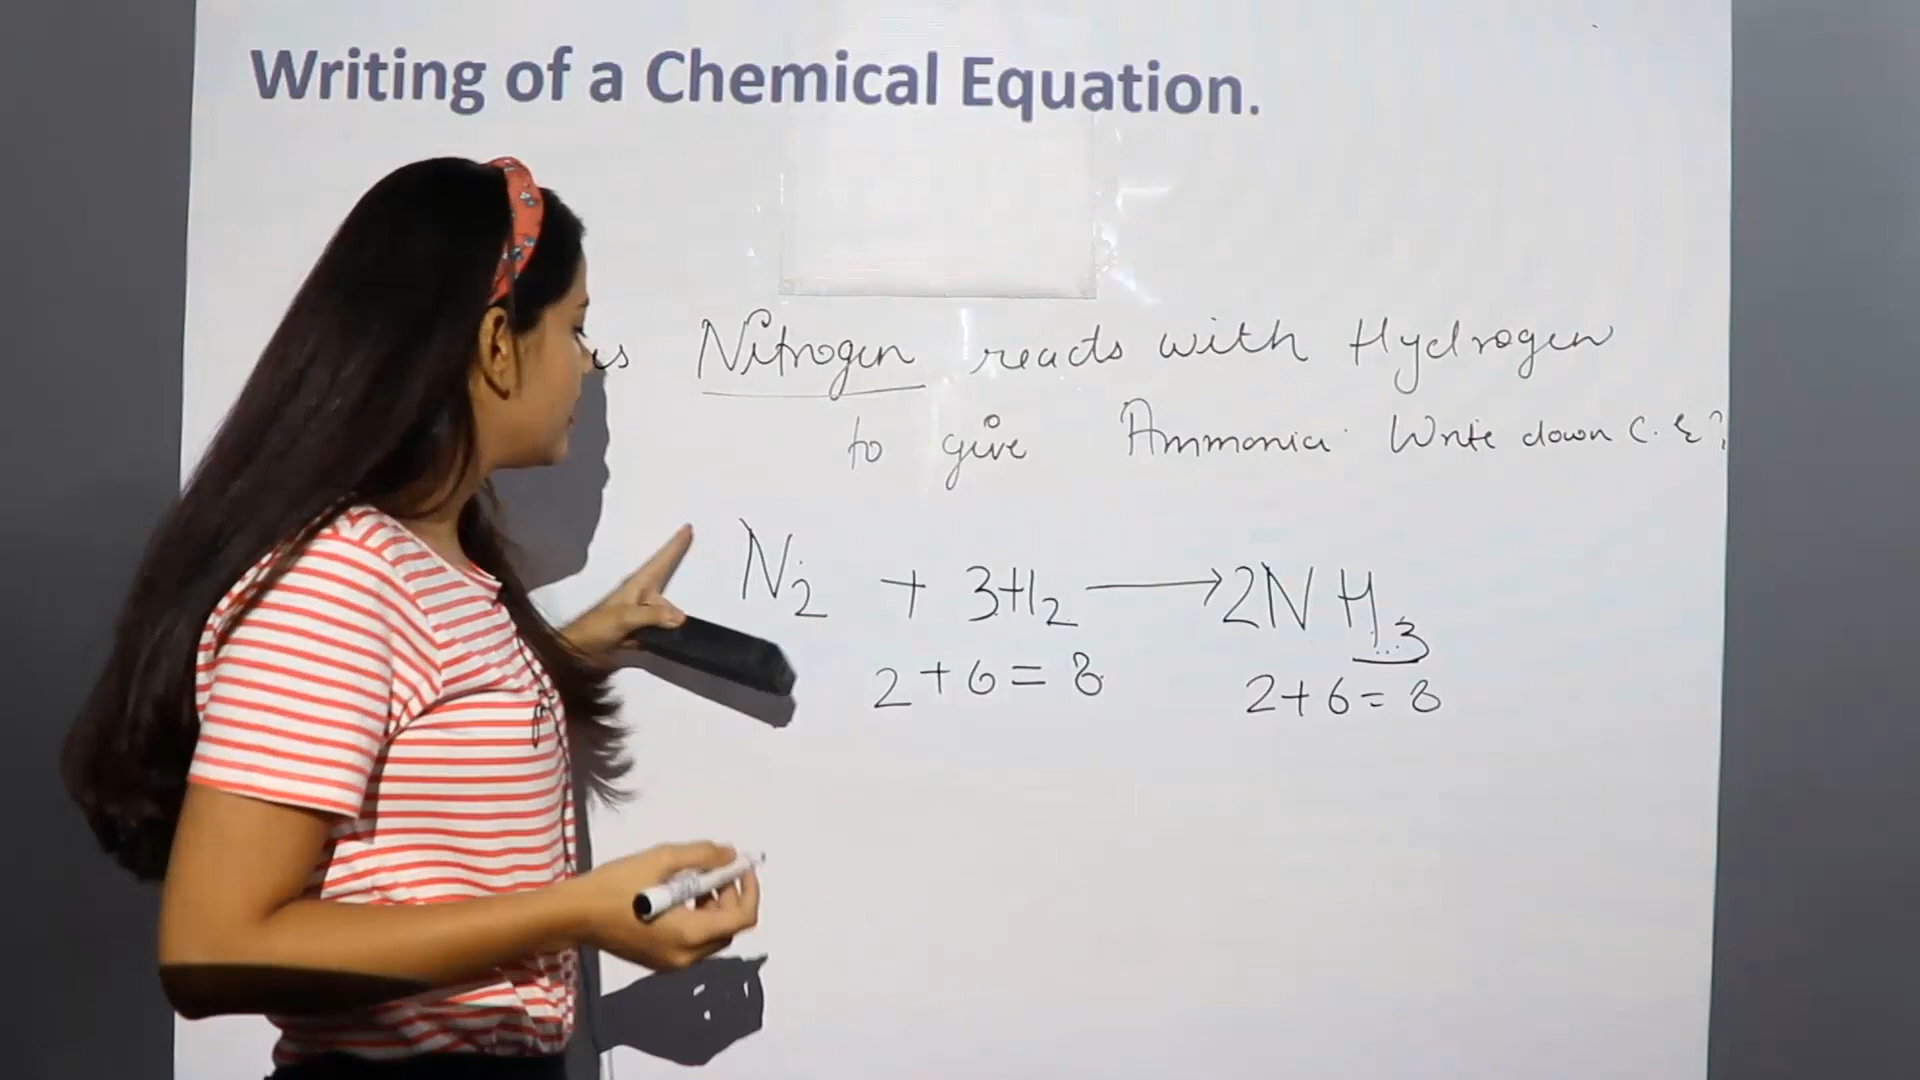 Writing of a Chemical Equation.
Nitrogen reacts with Hydrogen
to give Ammonia. Write down C. E?
N₂ + 3H₂ ⟶ 2NH₃
2+6=8 2+6=8